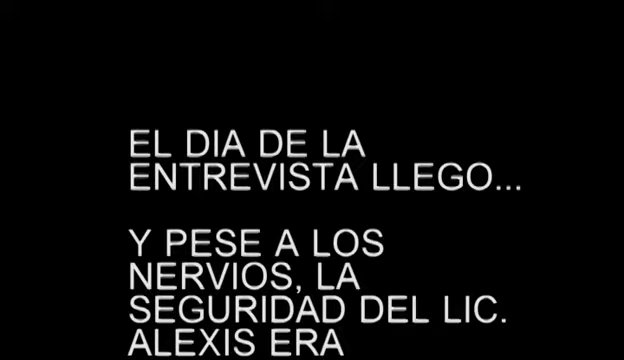 EL DIA DE LA
ENTREVISTA LLEGO...
Y PESE A LOS
NERVIOS, LA
SEGURIDAD DEL LIC.
ALEXIS ERA